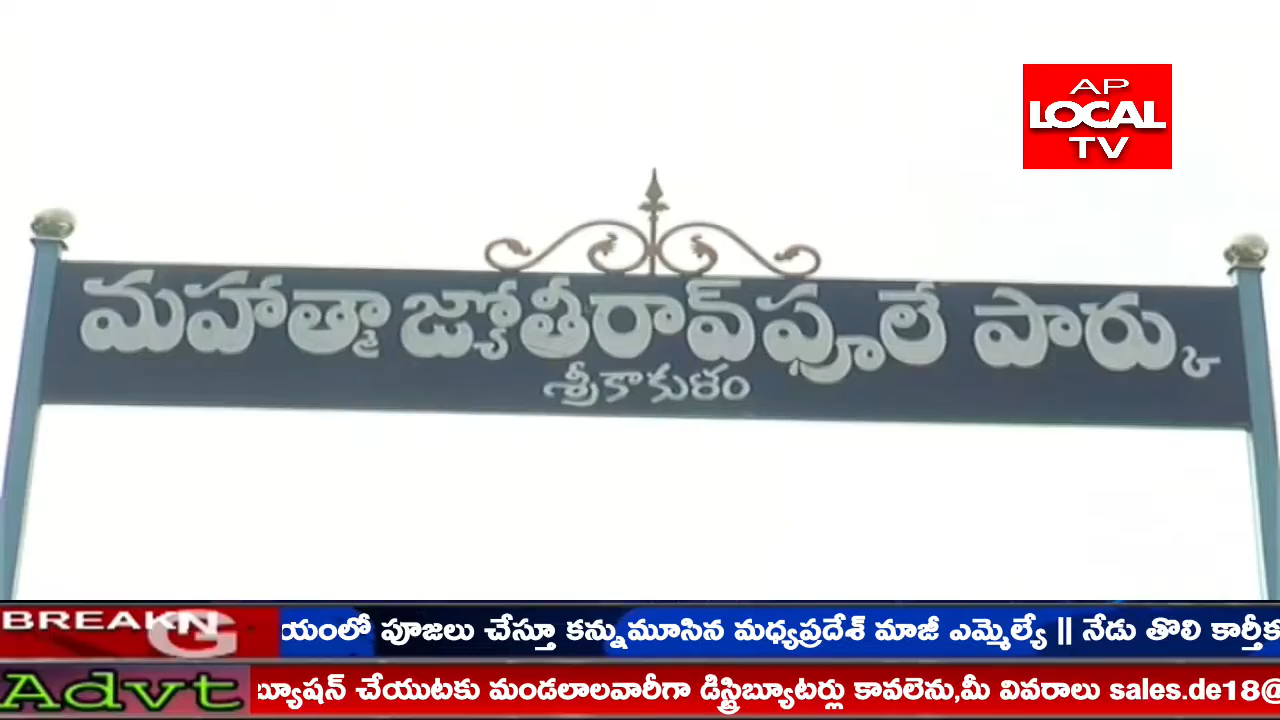 AP
LOCAL
TV
మహాత్మా జ్యోతీరావ్ ఫ్పూలే పార్కు
శ్రీకాకుళం
BREAKN G
యంలో పూజలు చేస్తూ కన్నుమూసిన మధ్యప్రదేశ్ మాజీ ఎమ్మెల్యే || నేడు తొలి కార్తీక
Advt
బ్యూషన్ చేయుటకు మండలాలవారీగా డిస్ట్రిబ్యూటర్లు కావలెను,మీ వివరాలు sales.de18@